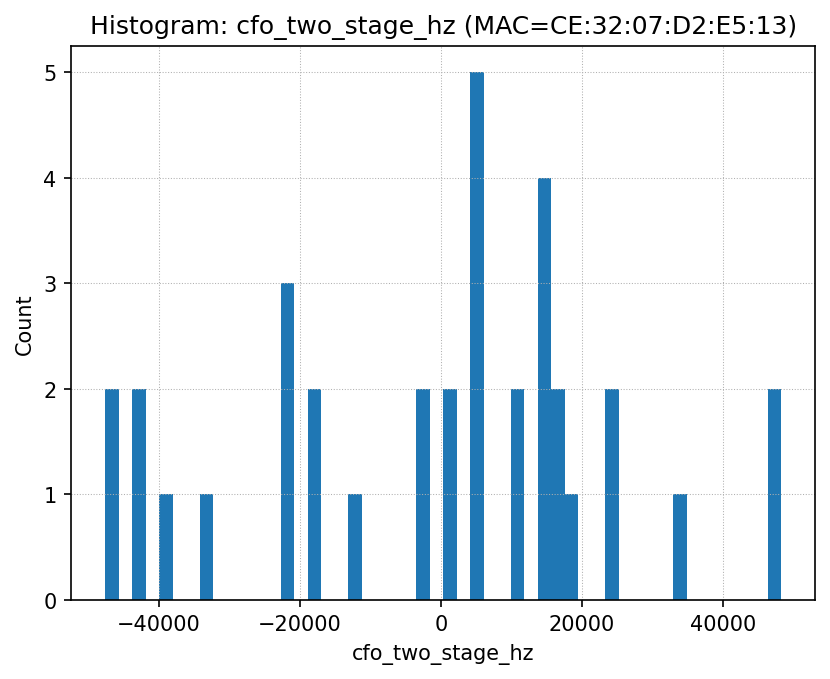 Histogram: cfo_two_stage_hz (MAC=CE:32:07:D2:E5:13)
5
4
3
2
1
0
Count
−40000 −20000 0 20000 40000
cfo_two_stage_hz